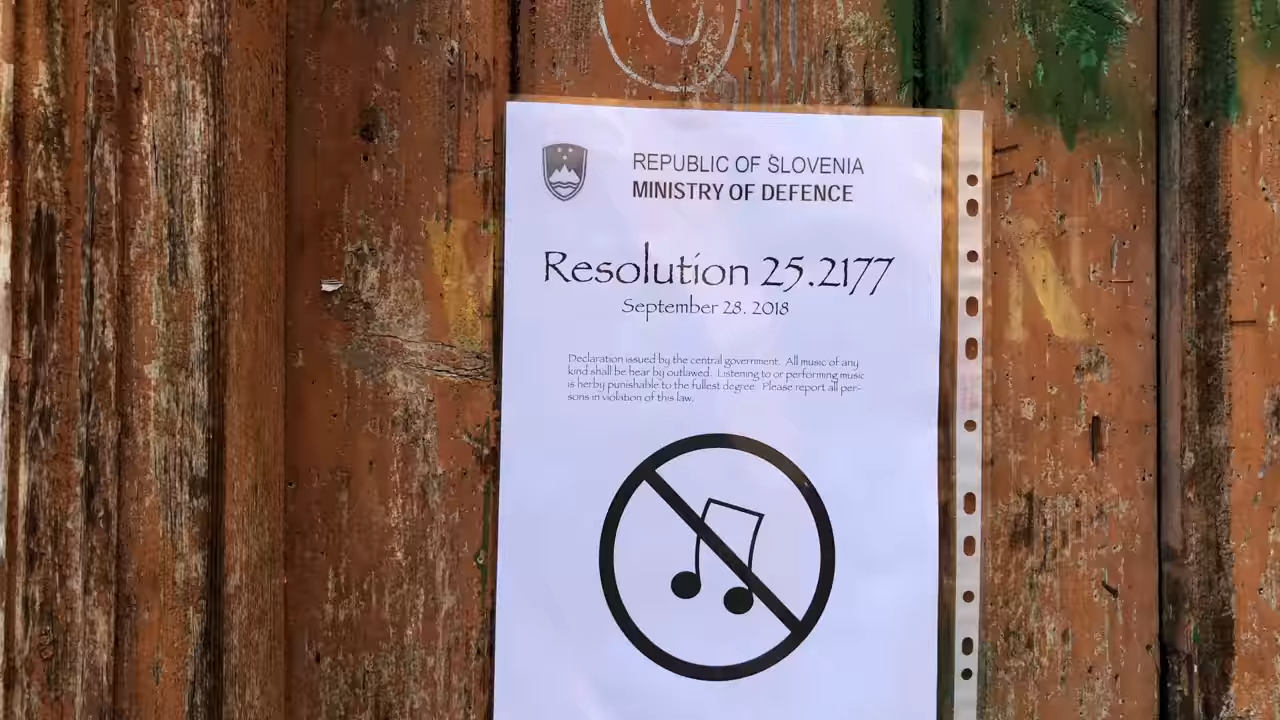 REPUBLIC OF SLOVENIA
MINISTRY OF DEFENCE
Resolution 25.2177
September 28. 2018
Declaration issued by the central government. All music of any
kind shall be hear by outlawed. Listening to or performing music
is herby punishable to the fullest degree. Please report all per-
sons in violation of this law.